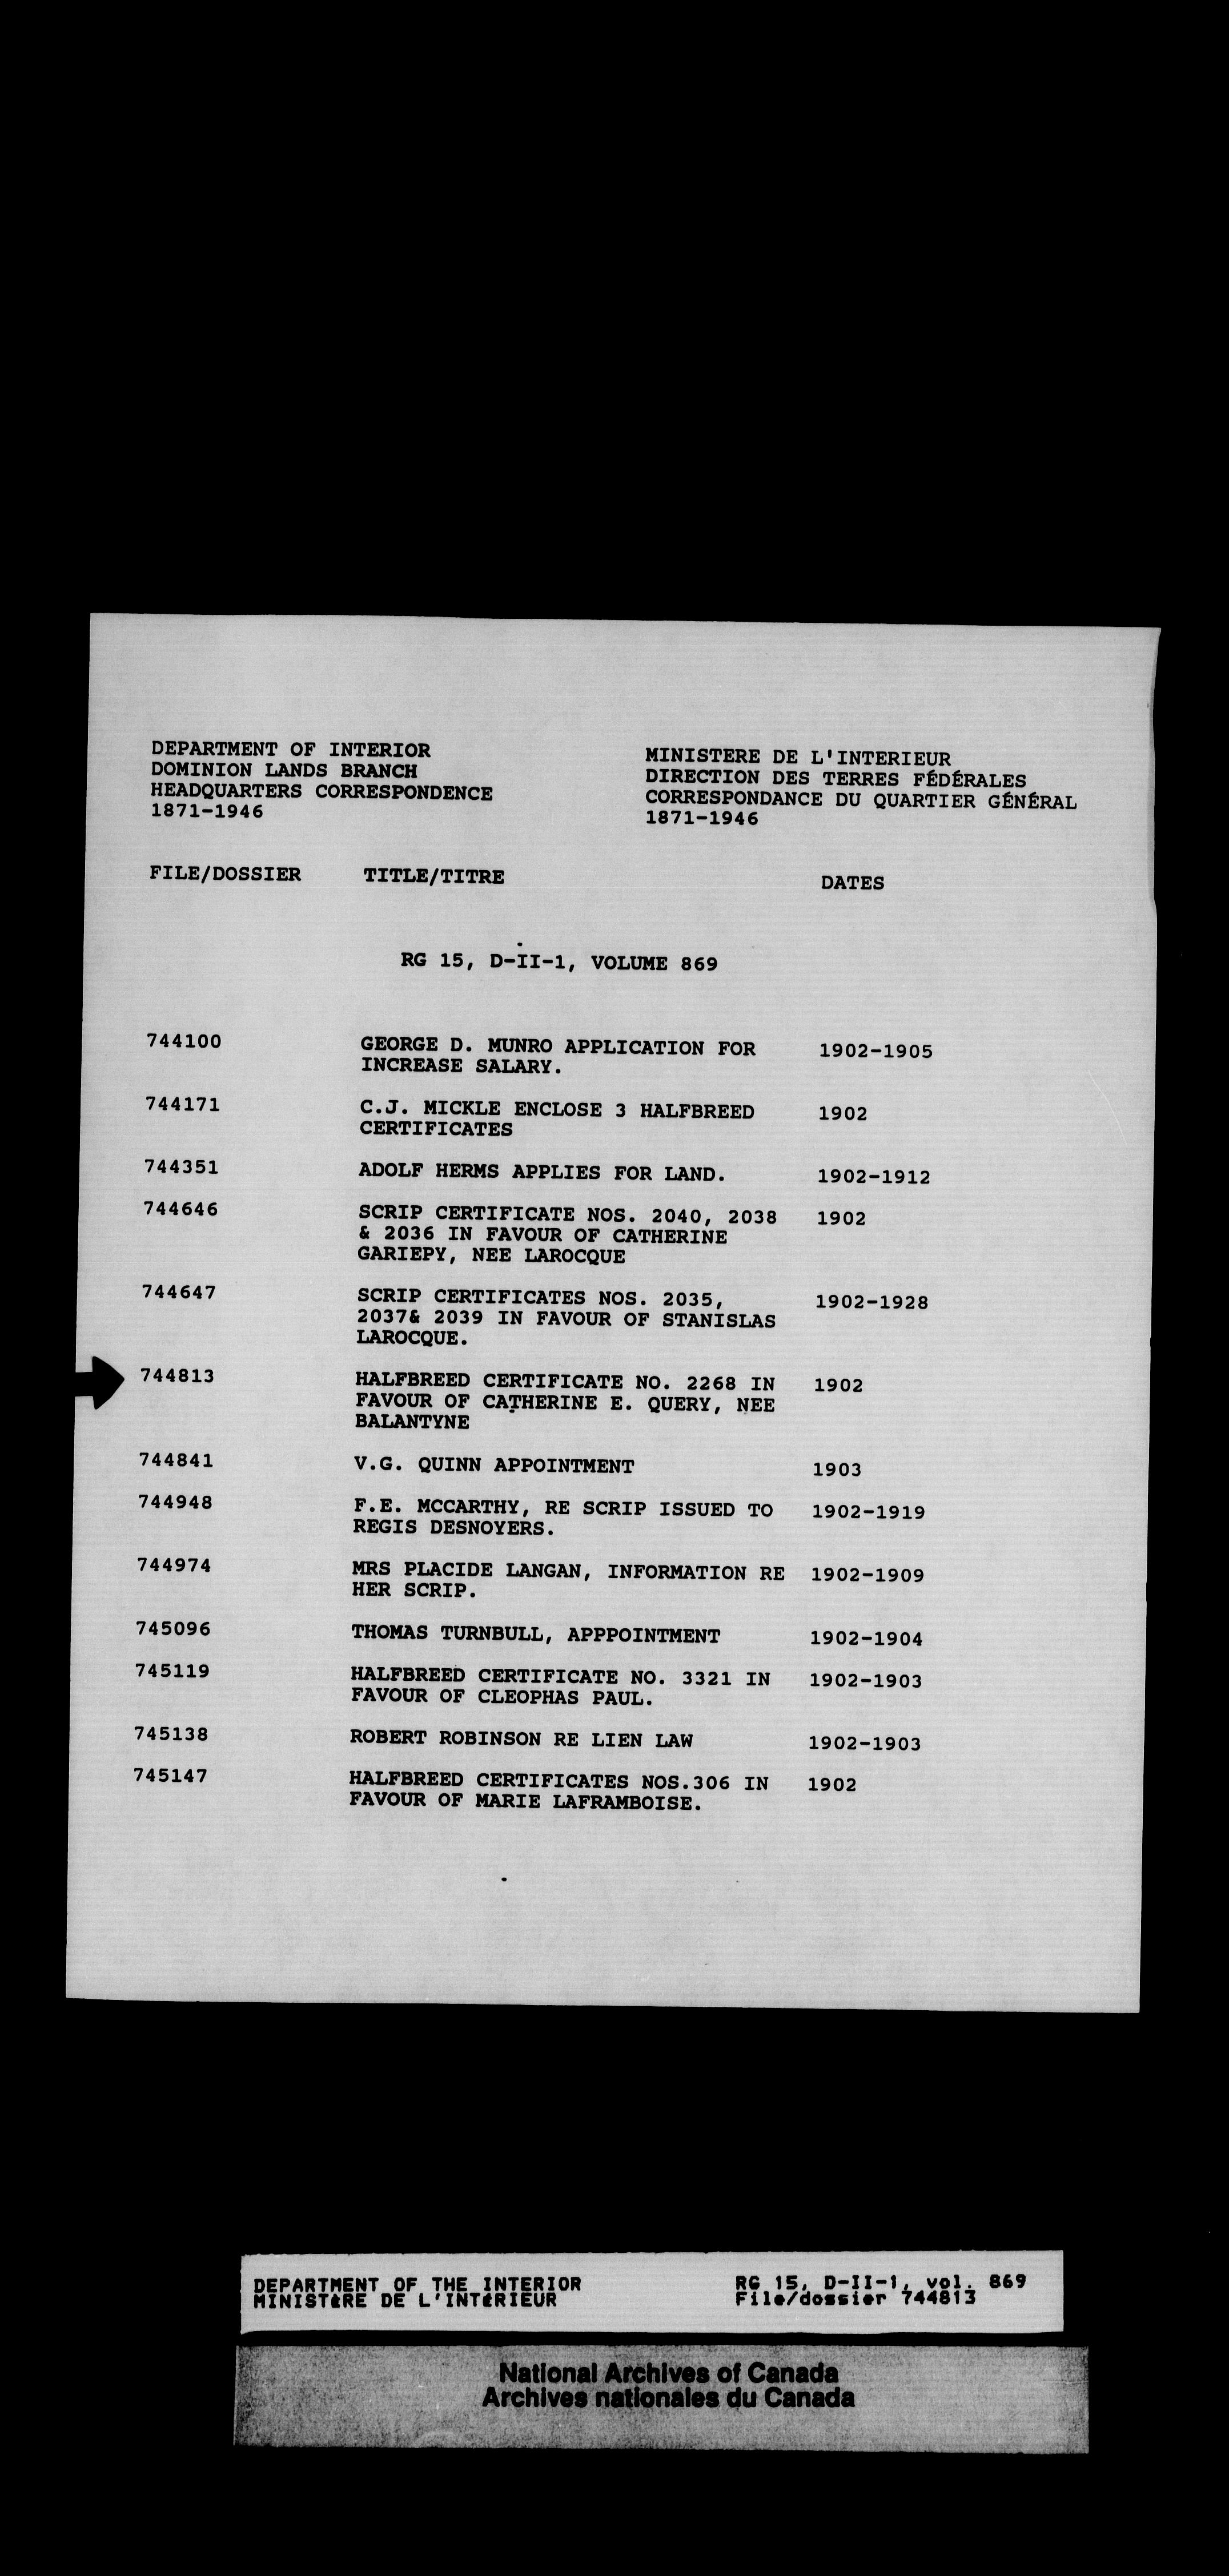 DEPARTMENT OF INTERIOR
DOMINION LANDS BRANCH
HEADQUARTERS CORRESPONDENCE
1871-1946
MINISTERE DE L'INTERIEUR
DIRECTION DES TERRES FÉDÉRALES
CORRESPONDANCE DU QUARTIER GÉNÉRAL
1871-1946
FILE/DOSSIER TITLE/TITRE DATES
RG 15, D-II-1, VOLUME 869
744100 GEORGE D. MUNRO APPLICATION FOR 1902-1905
INCREASE SALARY.
744171 C.J. MICKLE ENCLOSE 3 HALFBREED 1902
CERTIFICATES
744351 ADOLF HERMS APPLIES FOR LAND. 1902-1912
744646 SCRIP CERTIFICATE NOS. 2040, 2038 1902
& 2036 IN FAVOUR OF CATHERINE
GARIEPY, NEE LAROCQUE
744647 SCRIP CERTIFICATES NOS. 2035, 1902-1928
2037& 2039 IN FAVOUR OF STANISLAS
LAROCQUE.
744813 HALFBREED CERTIFICATE NO. 2268 IN 1902
FAVOUR OF CATHERINE E. QUERY, NEE
BALANTYNE
744841 V.G. QUINN APPOINTMENT 1903
744948 F.E. MCCARTHY, RE SCRIP ISSUED TO 1902-1919
REGIS DESNOYERS.
744974 MRS PLACIDE LANGAN, INFORMATION RE 1902-1909
HER SCRIP.
745096 THOMAS TURNBULL, APPPOINTMENT 1902-1904
745119 HALFBREED CERTIFICATE NO. 3321 IN 1902-1903
FAVOUR OF CLEOPHAS PAUL.
745138 ROBERT ROBINSON RE LIEN LAW 1902-1903
745147 HALFBREED CERTIFICATES NOS.306 IN 1902
FAVOUR OF MARIE LAFRAMBOISE.
DEPARTMENT OF THE INTERIOR RG 15, D-II-1, vol. 869
MINISTÈRE DE L'INTÉRIEUR File/dossier 744813
National Archives of Canada
Archives nationales du Canada